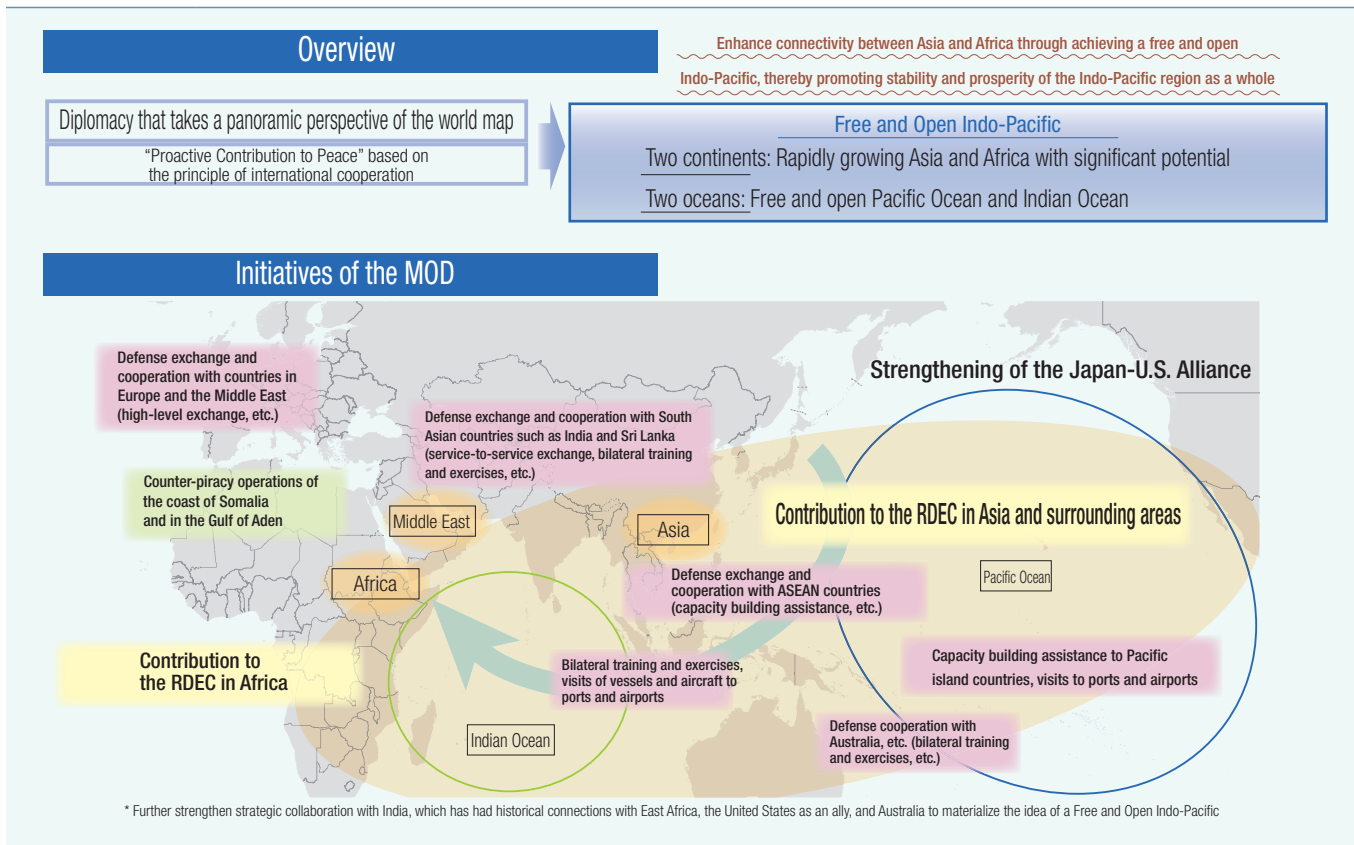 Overview
Enhance connectivity between Asia and Africa through achieving a free and open
Indo-Pacific, thereby promoting stability and prosperity of the Indo-Pacific region as a whole
Diplomacy that takes a panoramic perspective of the world map
“Proactive Contribution to Peace” based on
the principle of international cooperation
Free and Open Indo-Pacific
Two continents: Rapidly growing Asia and Africa with significant potential
Two oceans: Free and open Pacific Ocean and Indian Ocean
Initiatives of the MOD
Defense exchange and
cooperation with countries in
Europe and the Middle East
(high-level exchange, etc.)
Strengthening of the Japan-U.S. Alliance
Defense exchange and cooperation with South
Asian countries such as India and Sri Lanka
(service-to-service exchange, bilateral training
and exercises, etc.)
Counter-piracy operations of
the coast of Somalia
and in the Gulf of Aden
Middle East
Asia
Contribution to the RDEC in Asia and surrounding areas
Africa
Defense exchange and
cooperation with ASEAN countries
(capacity building assistance, etc.)
Pacific Ocean
Contribution to
the RDEC in Africa
Bilateral training and exercises,
visits of vessels and aircraft to
ports and airports
Capacity building assistance to Pacific
island countries, visits to ports and airports
Indian Ocean
Defense cooperation with
Australia, etc. (bilateral training
and exercises, etc.)
* Further strengthen strategic collaboration with India, which has had historical connections with East Africa, the United States as an ally, and Australia to materialize the idea of a Free and Open Indo-Pacific